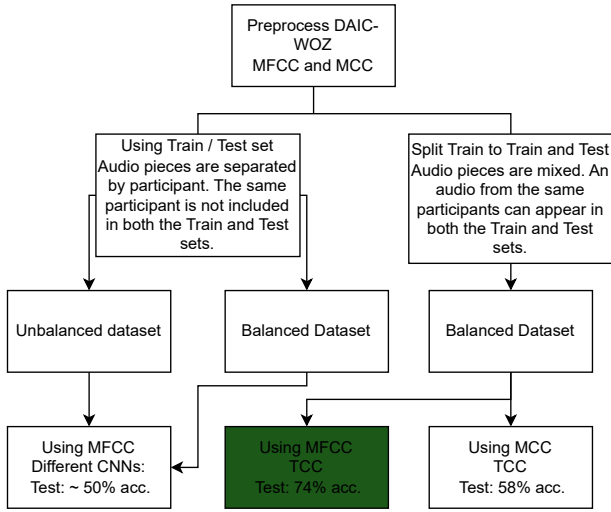 Preprocess DAIC-
WOZ
MFCC and MCC
Using Train / Test set
Audio pieces are separated
by participant. The same
participant is not included
in both the Train and Test
sets.
Split Train to Train and Test
Audio pieces are mixed. An
audio from the same
participants can appear in
both the Train and Test
sets.
Unbalanced dataset
Balanced Dataset
Balanced Dataset
Using MFCC
Different CNNs:
Test: ~ 50% acc.
Using MFCC
TCC
Test: 74% acc.
Using MCC
TCC
Test: 58% acc.